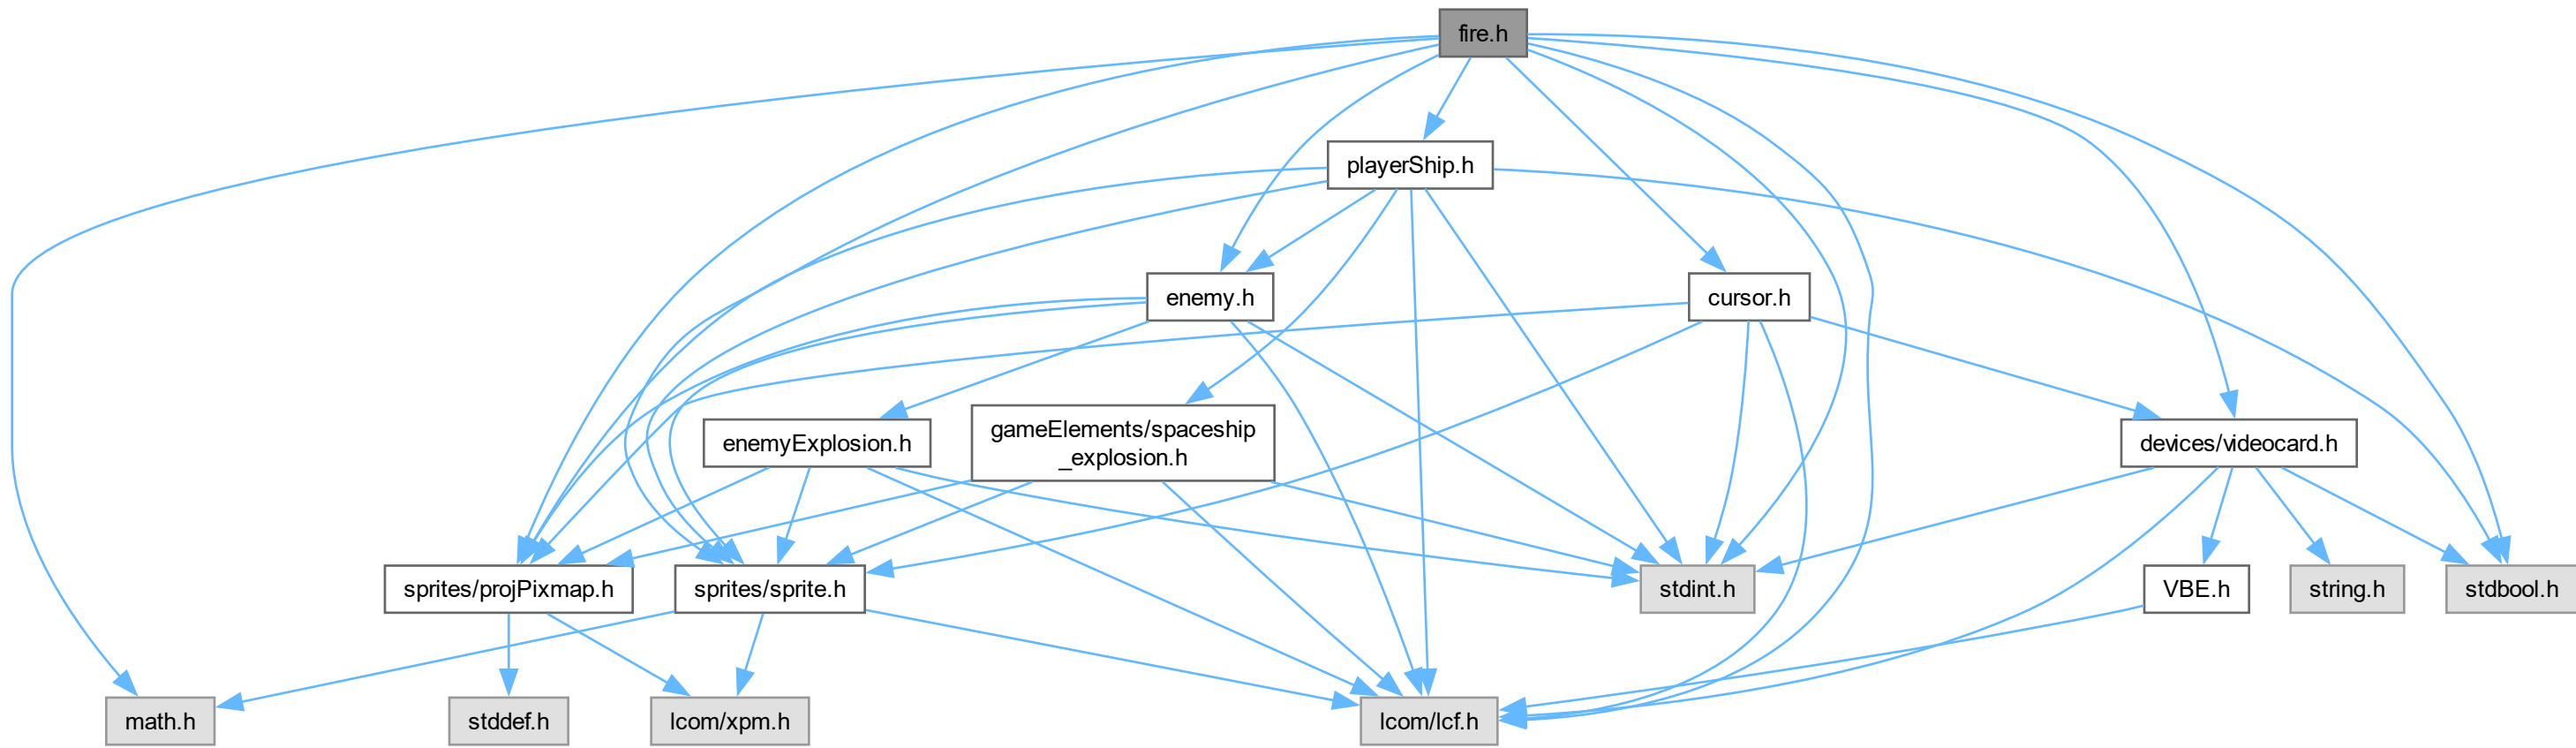 fire.h
playerShip.h
enemy.h
cursor.h
enemyExplosion.h
gameElements/spaceship
_explosion.h
devices/videocard.h
sprites/projPixmap.h
sprites/sprite.h
stdint.h
VBE.h
string.h
stdbool.h
math.h
stddef.h
lcom/xpm.h
lcom/lcf.h